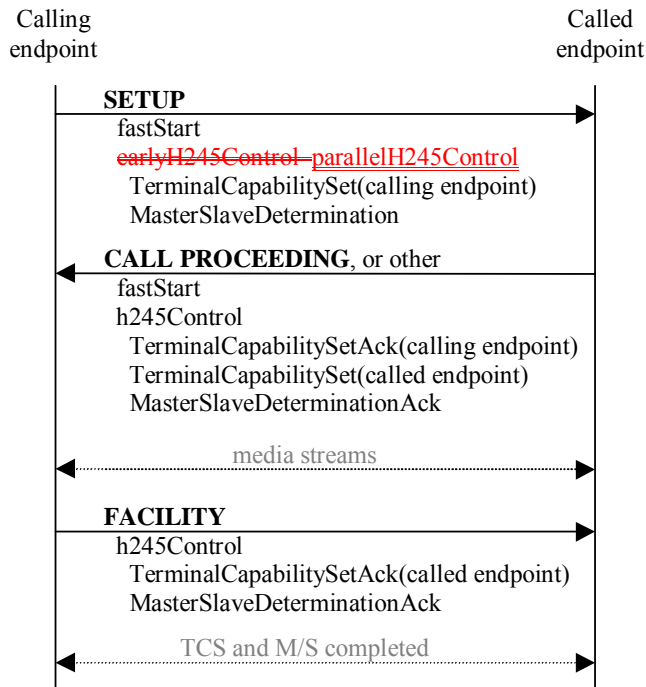 Calling
endpoint
Called
endpoint
SETUP
fastStart
earlyH245Control parallelH245Control
TerminalCapabilitySet(calling endpoint)
MasterSlaveDetermination
CALL PROCEEDING, or other
fastStart
h245Control
TerminalCapabilitySetAck(calling endpoint)
TerminalCapabilitySet(called endpoint)
MasterSlaveDeterminationAck
media streams
FACILITY
h245Control
TerminalCapabilitySetAck(called endpoint)
MasterSlaveDeterminationAck
TCS and M/S completed